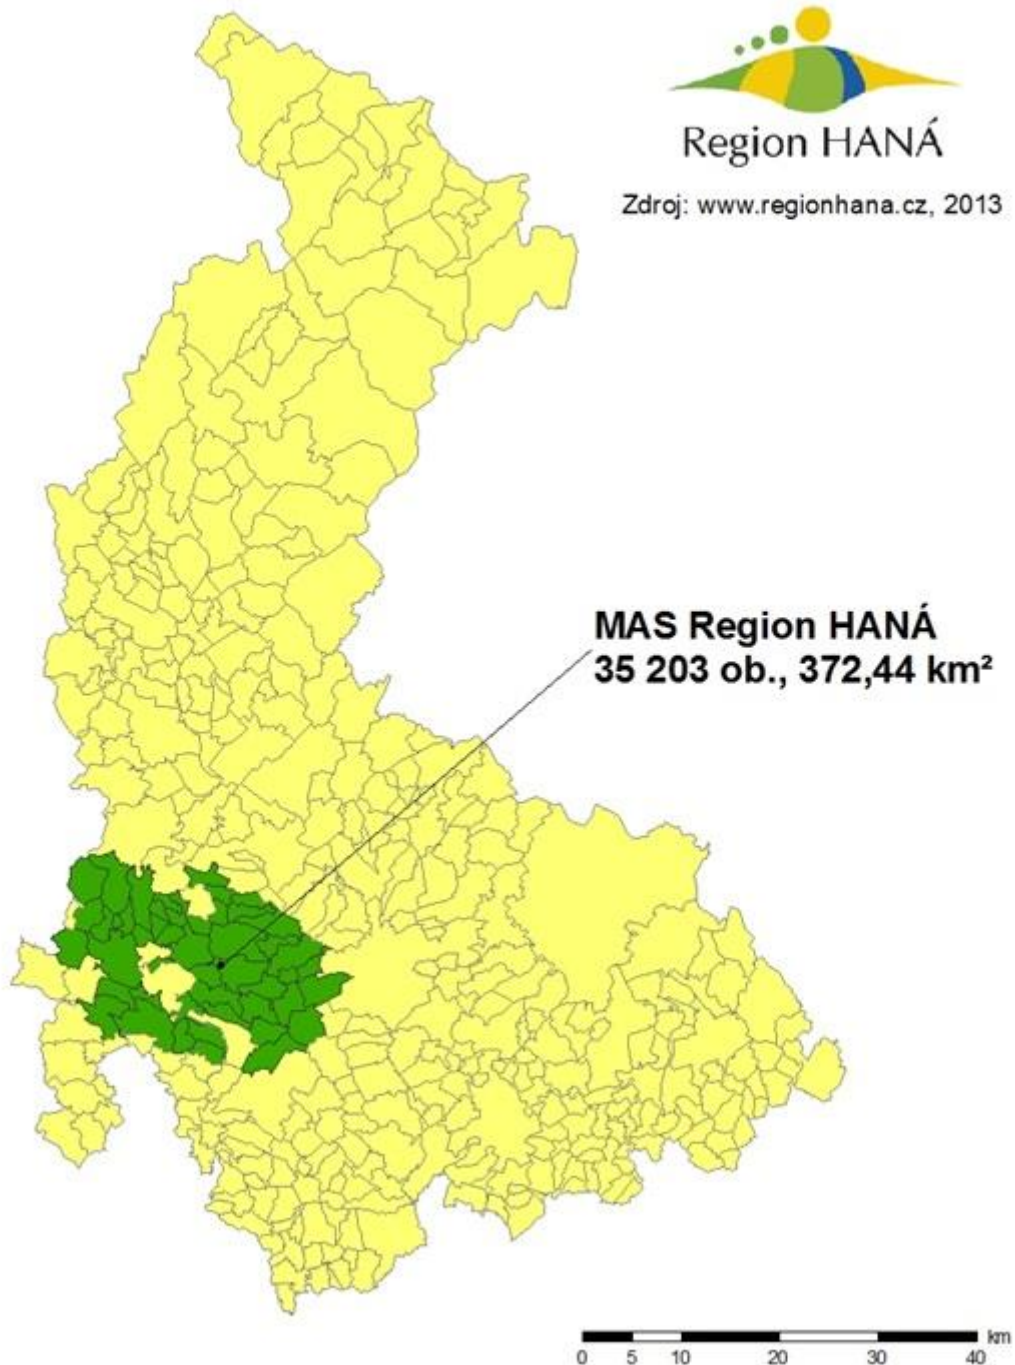 Region HANÁ
Zdroj: www.regionhana.cz, 2013
MAS Region HANÁ
35 203 ob., 372,44 km²
km
0 5 10 20 30 40